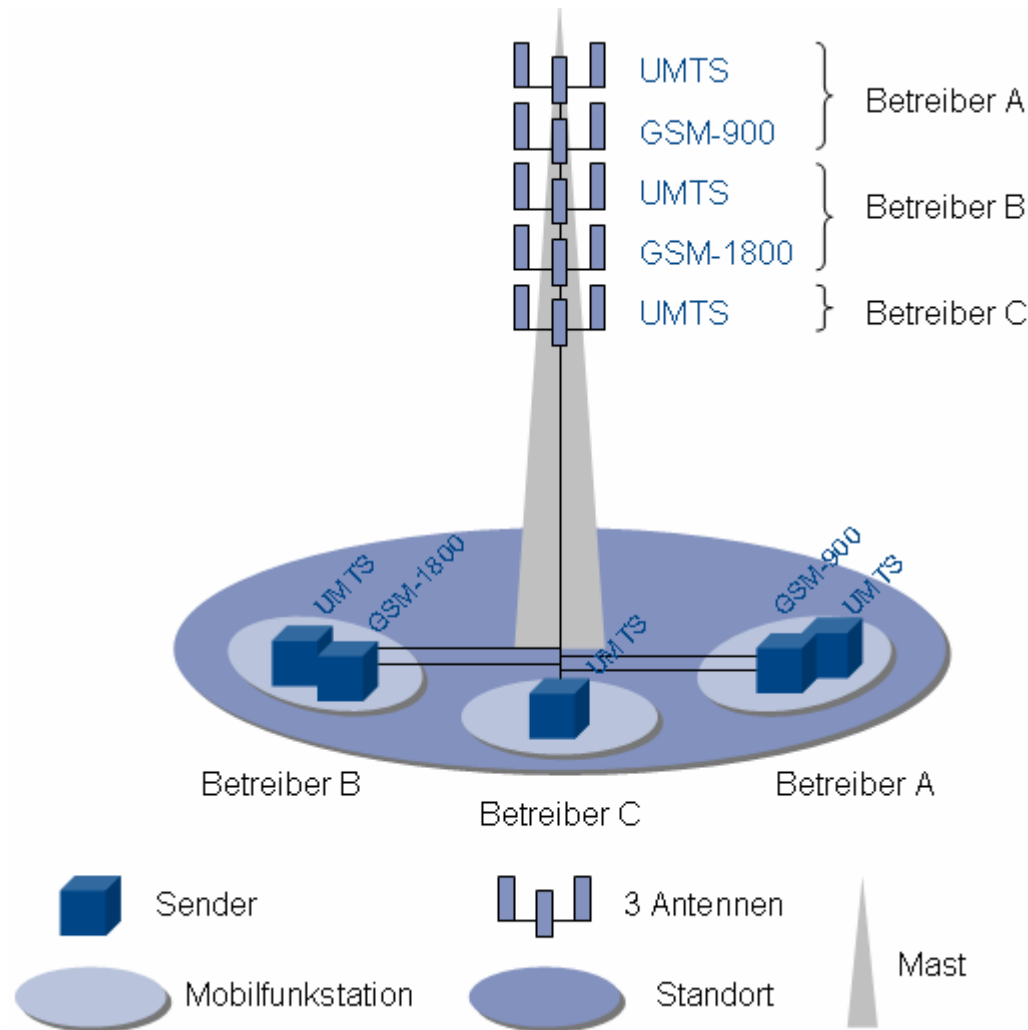 UMTS
Betreiber A
GSM-900
UMTS
Betreiber B
GSM-1800
UMTS
Betreiber C
UMTS
GSM-1800
UMTS
GSM-900
UMTS
Betreiber B
Betreiber C
Betreiber A
Sender
3 Antennen
Mast
Mobilfunkstation
Standort